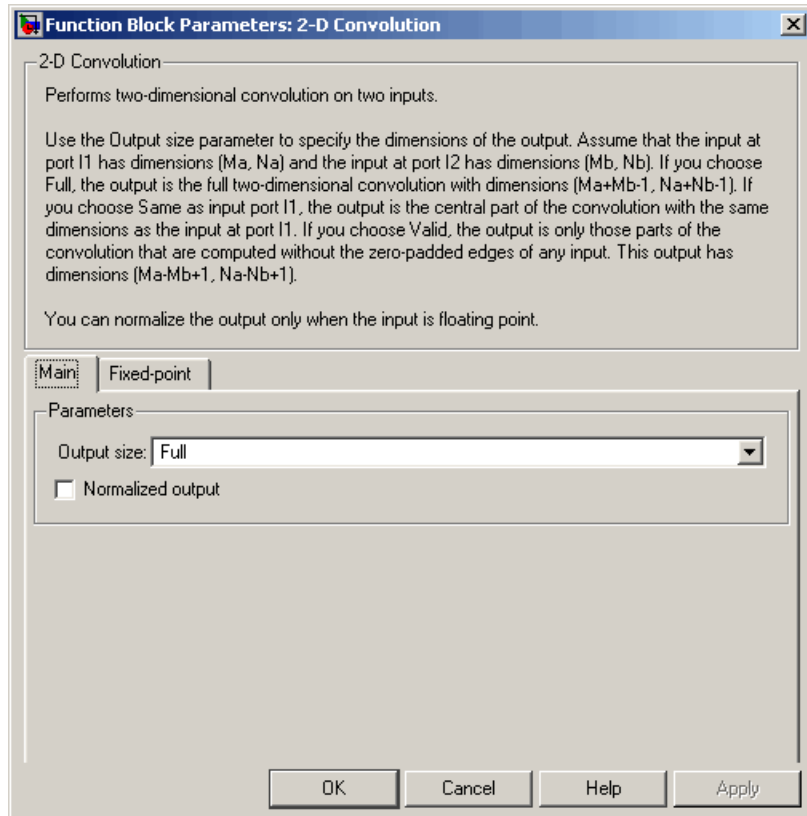 Function Block Parameters: 2-D Convolution
2-D Convolution
Performs two-dimensional convolution on two inputs.
Use the Output size parameter to specify the dimensions of the output. Assume that the input at
port I1 has dimensions (Ma, Na) and the input at port I2 has dimensions (Mb, Nb). If you choose
Full, the output is the full two-dimensional convolution with dimensions (Ma+Mb-1, Na+Nb-1). If
you choose Same as input port I1, the output is the central part of the convolution with the same
dimensions as the input at port I1. If you choose Valid, the output is only those parts of the
convolution that are computed without the zero-padded edges of any input. This output has
dimensions (Ma-Mb+1, Na-Nb+1).
You can normalize the output only when the input is floating point.
Main Fixed-point
Parameters
Output size: Full
Normalized output
OK Cancel Help Apply